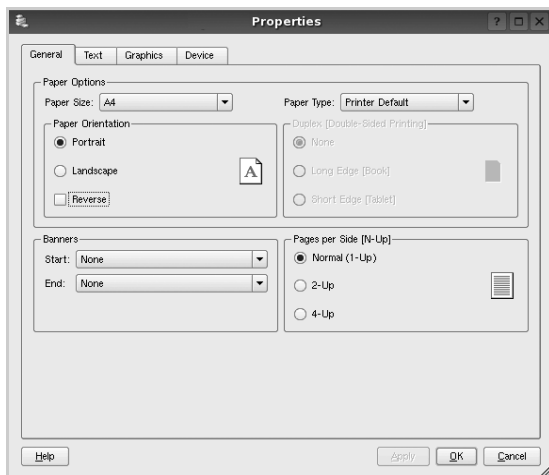 Properties
General Text Graphics Device
Paper Options
Paper Size: A4 Paper Type: Printer Default
Paper Orientation
Portrait
Landscape
A
Reverse
Duplex [Double-Sided Printing]
None
Long Edge [Book]
Short Edge [Tablet]
Banners
Start: None
End: None
Pages per Side [N-Up]
Normal (1-Up)
2-Up
4-Up
Help Apply OK Cancel